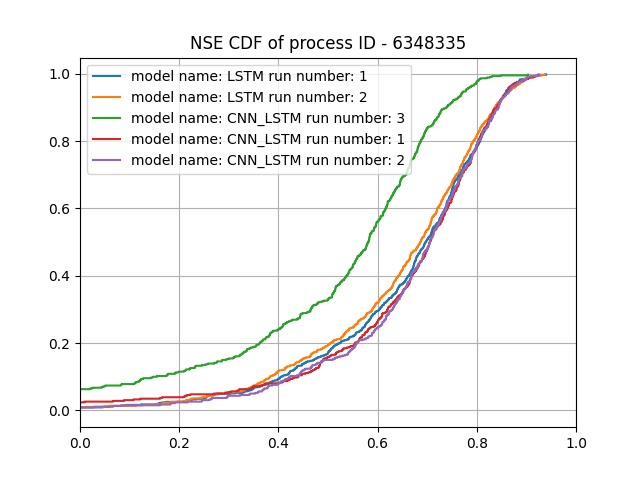 NSE CDF of process ID - 6348335
model name: LSTM run number: 1
model name: LSTM run number: 2
model name: CNN_LSTM run number: 3
model name: CNN_LSTM run number: 1
model name: CNN_LSTM run number: 2
1.0
0.8
0.6
0.4
0.2
0.0
0.0 0.2 0.4 0.6 0.8 1.0